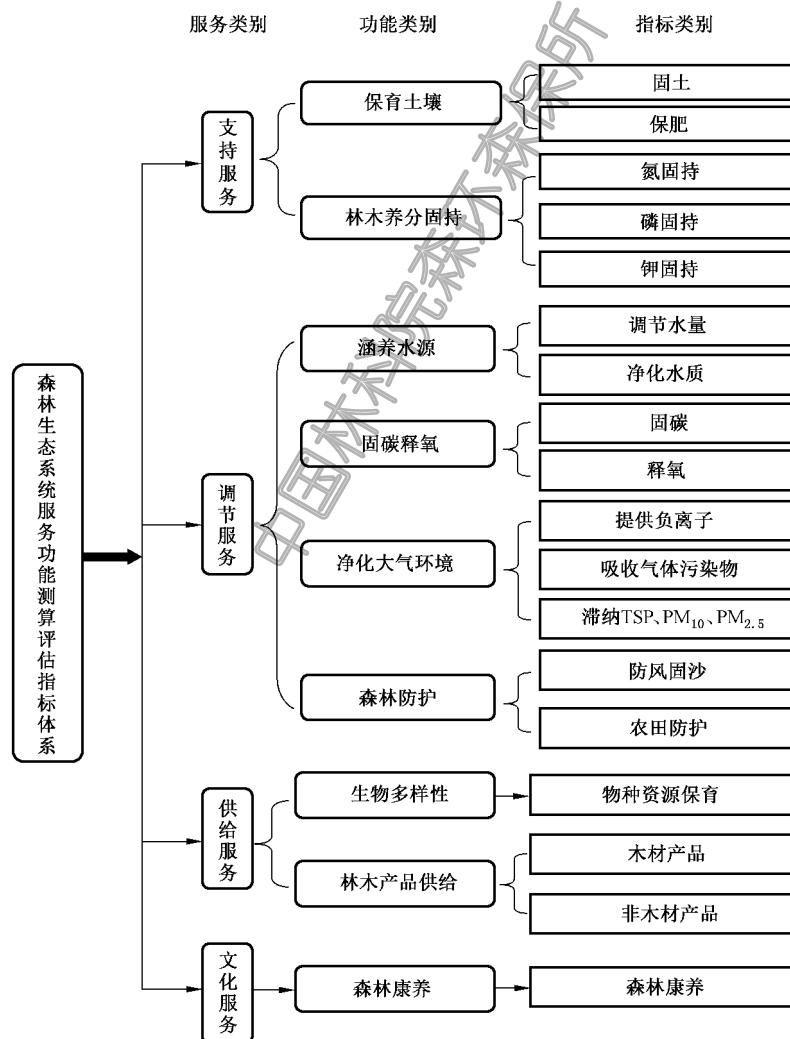 服务类别
功能类别
指标类别
森林生态系统服务功能测算评估指标体系
支持服务
保育土壤
固土
保肥
林木养分固持
氮固持
磷固持
钾固持
调节服务
涵养水源
调节水量
净化水质
固碳释氧
固碳
释氧
净化大气环境
提供负离子
吸收气体污染物
滞纳TSP、PM₁₀、PM₂.₅
森林防护
防风固沙
农田防护
供给服务
生物多样性
物种资源保育
林木产品供给
木材产品
非木材产品
文化服务
森林康养
森林康养
中国林科院森环森保所